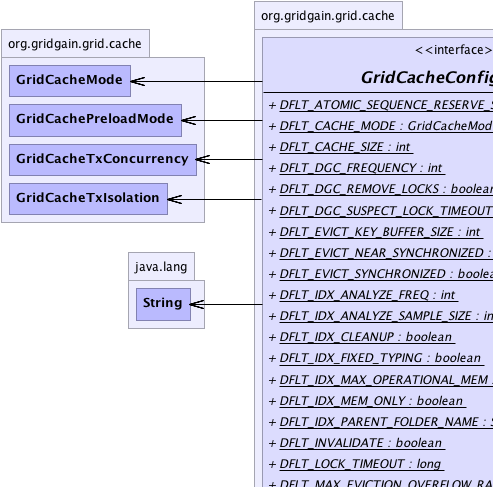 org.gridgain.grid.cache
GridCacheMode
GridCachePreloadMode
GridCacheTxConcurrency
GridCacheTxIsolation
java.lang
String
org.gridgain.grid.cache
<<interface>
GridCacheConfig
+ DFLT_ATOMIC_SEQUENCE_RESERVE_S
+ DFLT_CACHE_MODE : GridCacheMod
+ DFLT_CACHE_SIZE : int
+ DFLT_DGC_FREQUENCY : int
+ DFLT_DGC_REMOVE_LOCKS : boolean
+ DFLT_DGC_SUSPECT_LOCK_TIMEOUT
+ DFLT_EVICT_KEY_BUFFER_SIZE : int
+ DFLT_EVICT_NEAR_SYNCHRONIZED :
+ DFLT_EVICT_SYNCHRONIZED : boolea
+ DFLT_IDX_ANALYZE_FREQ : int
+ DFLT_IDX_ANALYZE_SAMPLE_SIZE : in
+ DFLT_IDX_CLEANUP : boolean
+ DFLT_IDX_FIXED_TYPING : boolean
+ DFLT_IDX_MAX_OPERATIONAL_MEM :
+ DFLT_IDX_MEM_ONLY : boolean
+ DFLT_IDX_PARENT_FOLDER_NAME : S
+ DFLT_INVALIDATE : boolean
+ DFLT_LOCK_TIMEOUT : long
+ DFLT_MAX_EVICTION_OVERFLOW_RA